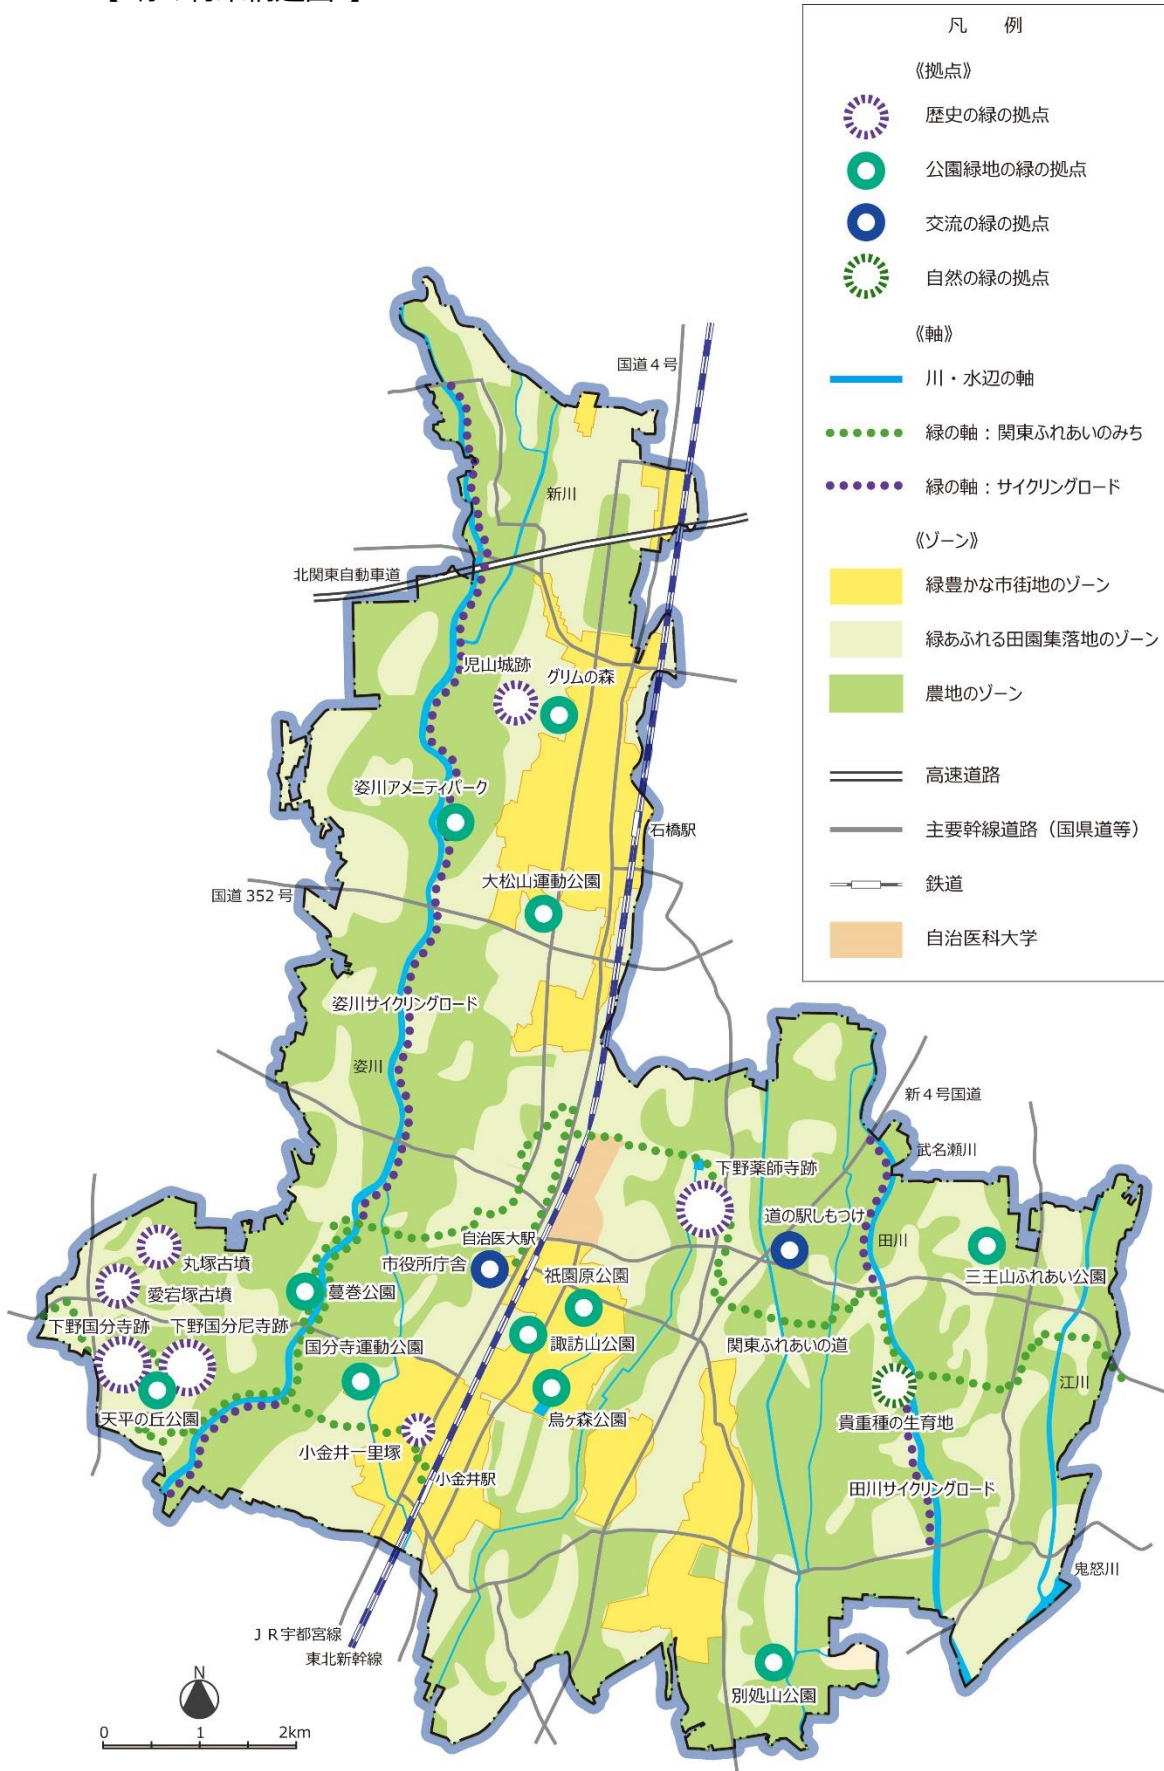 凡 例
《拠点》
歴史の緑の拠点
公園緑地の緑の拠点
交流の緑の拠点
自然の緑の拠点
《軸》
川・水辺の軸
緑の軸：関東ふれあいのみち
緑の軸：サイクリングロード
《ゾーン》
緑豊かな市街地のゾーン
緑あふれる田園集落地のゾーン
農地のゾーン
高速道路
主要幹線道路（国県道等）
鉄道
自治医科大学
国道４号
新川
北関東自動車道
児山城跡
グリムの森
姿川アメニティパーク
石橋駅
大松山運動公園
国道352号
姿川サイクリングロード
姿川
新４号国道
武名瀬川
下野薬師寺跡
道の駅しもつけ
田川
自治医大駅
市役所庁舎
丸塚古墳
愛宕塚古墳
蔓巻公園
祇園原公園
三王山ふれあい公園
下野国分寺跡
下野国分尼寺跡
国分寺運動公園
諏訪山公園
関東ふれあいの道
江川
天平の丘公園
烏ヶ森公園
貴重種の生育地
小金井一里塚
小金井駅
田川サイクリングロード
鬼怒川
ＪＲ宇都宮線
東北新幹線
別処山公園
N
0 1 2km